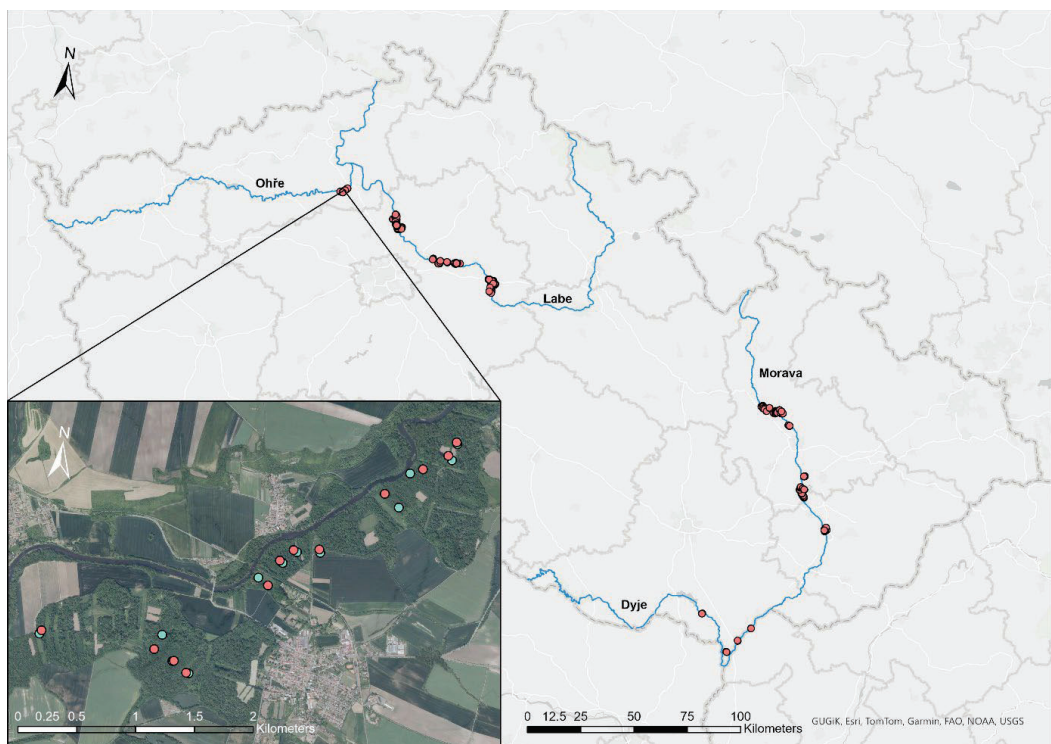 N
Ohře
Labe
Morava
Dyje
N
0 0.25 0.5 1 1.5 2
Kilometers
0 12.5 25 50 75 100
Kilometers
GUGiK, Esri, TomTom, Garmin, FAO, NOAA, USGS